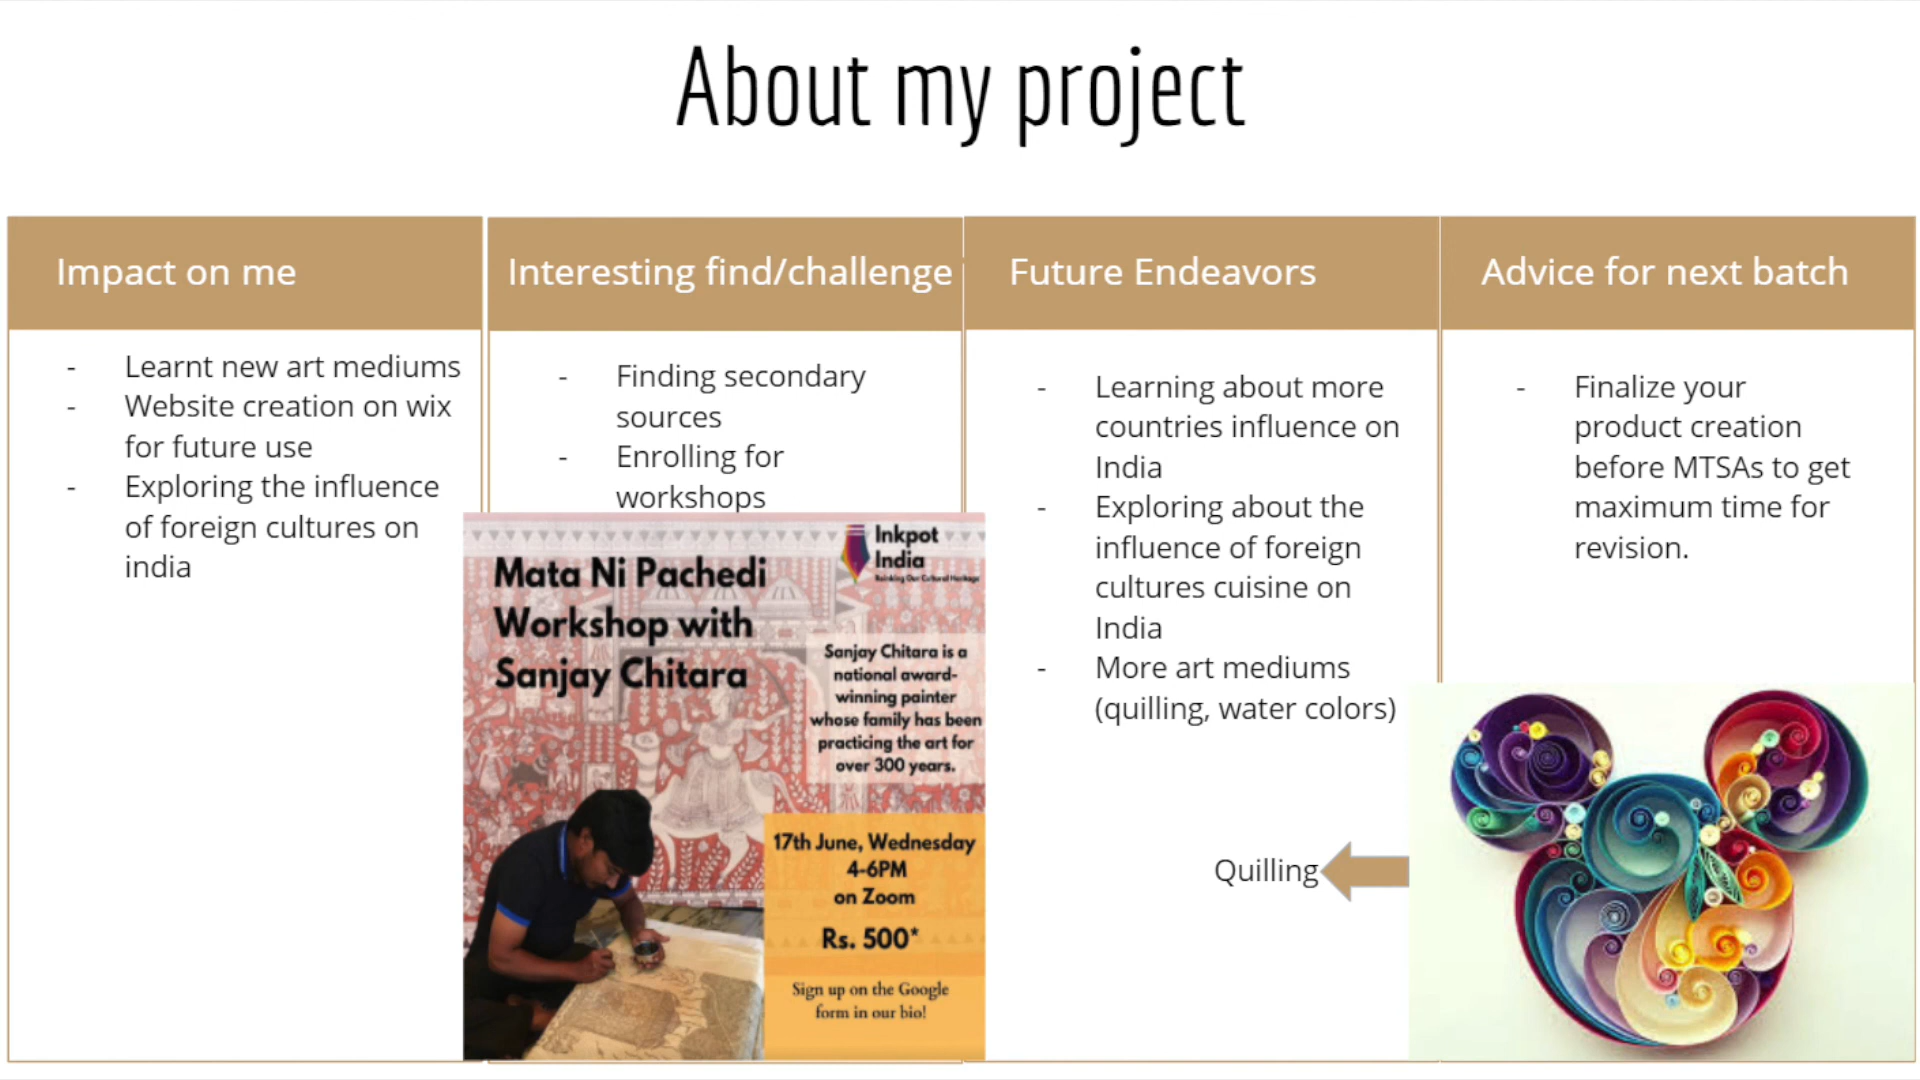 About my project
Impact on me
- Learnt new art mediums
- Website creation on wix
for future use
- Exploring the influence
of foreign cultures on
india
Interesting find/challenge
- Finding secondary
sources
- Enrolling for
workshops
Inkpot
India
Reinking Our Cultural Heritage
Mata Ni Pachedi
Workshop with
Sanjay Chitara
Sanjay Chitara is a
national award-
winning painter
whose family has been
practicing the art for
over 300 years.
17th June, Wednesday
4-6PM
on Zoom
Rs. 500*
Sign up on the Google
form in our bio!
Future Endeavors
- Learning about more
countries influence on
India
- Exploring about the
influence of foreign
cultures cuisine on
India
- More art mediums
(quilling, water colors)
Quilling
Advice for next batch
- Finalize your
product creation
before MTSAs to get
maximum time for
revision.